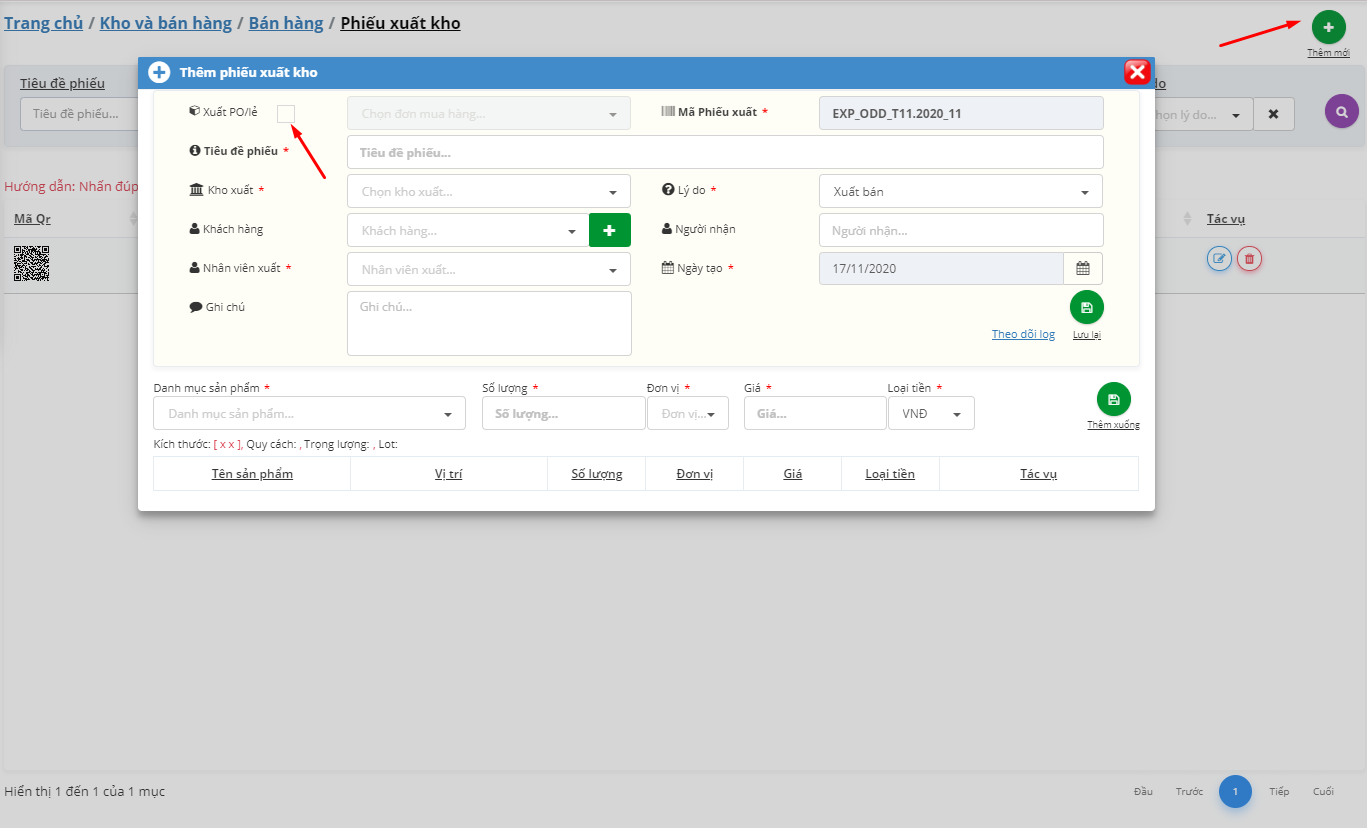 Trang chủ / Kho và bán hàng / Bán hàng / Phiếu xuất kho
Thêm mới
Thêm phiếu xuất kho
Tiêu đề phiếu
do
Tiêu đề phiếu...
họn lý do...
Xuất PO/lẻ
Chọn đơn mua hàng...
Mã Phiếu xuất *
EXP_ODD_T11.2020_11
Tiêu đề phiếu *
Tiêu đề phiếu...
Hướng dẫn: Nhấn đúp
Kho xuất *
Chọn kho xuất...
Lý do *
Xuất bán
Mã Qr
Tác vụ
Khách hàng
Khách hàng...
Người nhận
Người nhận...
Nhân viên xuất *
Nhân viên xuất...
Ngày tạo *
17/11/2020
Ghi chú
Ghi chú...
Theo dõi log
Lưu lại
Danh mục sản phẩm *
Số lượng *
Đơn vị *
Giá *
Loại tiền *
Danh mục sản phẩm...
Số lượng...
Đơn vị...
Giá...
VNĐ
Thêm xuống
Kích thước: [ x x ], Quy cách: , Trọng lượng: , Lot:
Tên sản phẩm
Vị trí
Số lượng
Đơn vị
Giá
Loại tiền
Tác vụ
Hiển thị 1 đến 1 của 1 mục
Đầu
Trước
1
Tiếp
Cuối